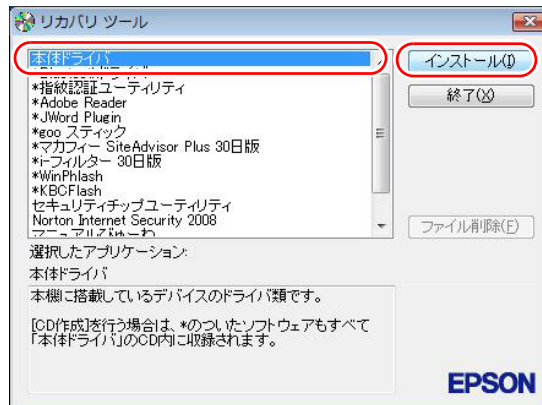 リカバリ ツール
本体ドライバ
*指紋認証ユーティリティ
*Adobe Reader
*JWord Plugin
*goo スティック
*マカフィー SiteAdvisor Plus 30日版
*i-フィルター 30日版
*WinPhlash
*KBCFlash
セキュリティチップユーティリティ
Norton Internet Security 2008
マニュアルびゅーわ
インストール(I)
終了(X)
ファイル削除(F)
選択したアプリケーション:
本体ドライバ
本機に搭載しているデバイスのドライバ類です。
[CD作成]を行う場合は、*のついたソフトウェアもすべて
「本体ドライバ」のCD内に収録されます。
EPSON